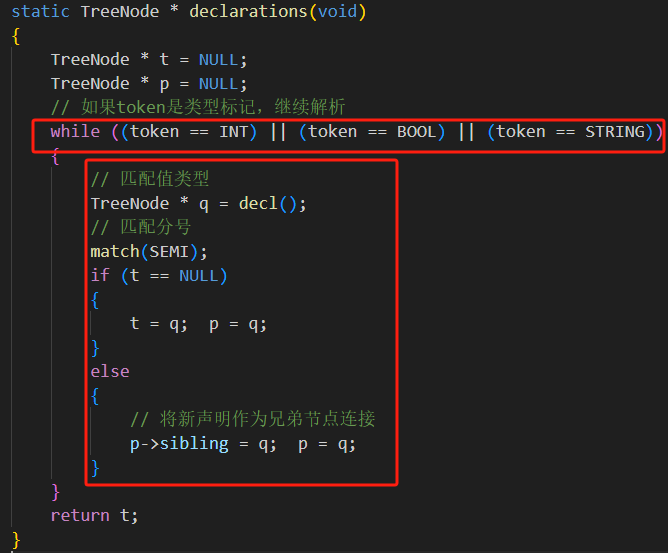 static TreeNode * declarations(void)
{
    TreeNode * t = NULL;
    TreeNode * p = NULL;
    // 如果token是类型标记，继续解析
    while ((token == INT) || (token == BOOL) || (token == STRING))
    {
        // 匹配值类型
        TreeNode * q = decl();
        // 匹配分号
        match(SEMI);
        if (t == NULL)
        {
            t = q;  p = q;
        }
        else
        {
            // 将新声明作为兄弟节点连接
            p->sibling = q;  p = q;
        }
    }
    return t;
}